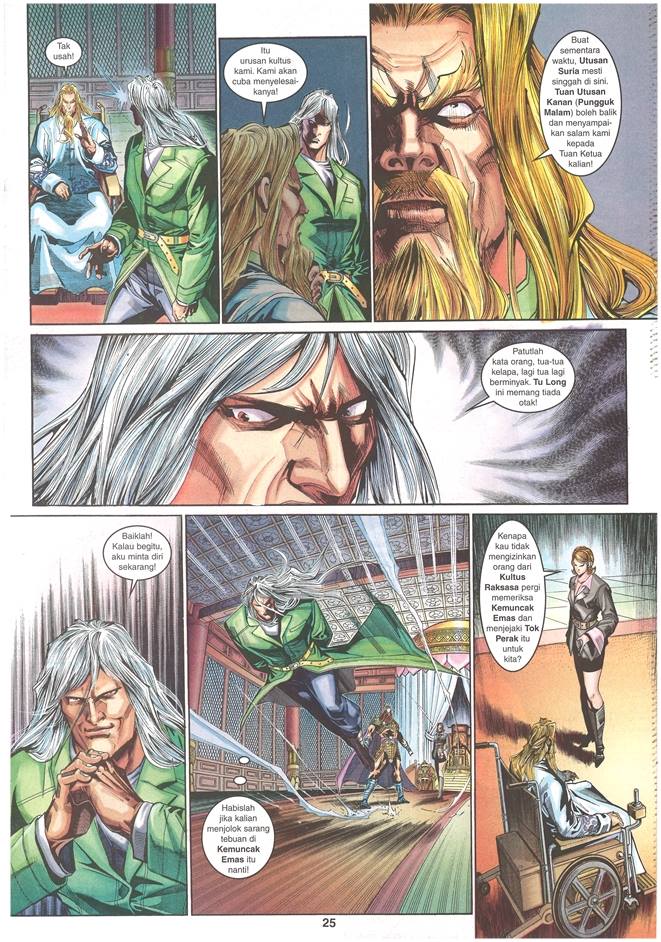 Tak
usah!
Itu
urusan kultus
kami. Kami akan
cuba menyelesai-
kanya!
Buat
sementara
waktu, Utusan
Suria mesti
singgah di sini.
Tuan Utusan
Kanan (Pungguk
Malam) boleh balik
dan menyampai-
kan salam kami
kepada
Tuan Ketua
kalian!
Patutlah
kata orang, tua-tua
kelapa, lagi tua lagi
berminyak. Tu Long
ini memang tiada
otak!
Baiklah!
Kalau begitu,
aku minta diri
sekarang!
Habislah
jika kalian
menjolok sarang
tebuan di
Kemuncak
Emas itu
nanti!
Kenapa
kau tidak
mengizinkan
orang dari
Kultus
Raksasa pergi
memeriksa
Kemuncak
Emas dan
menjejaki Tok
Perak itu
untuk
kita?
25